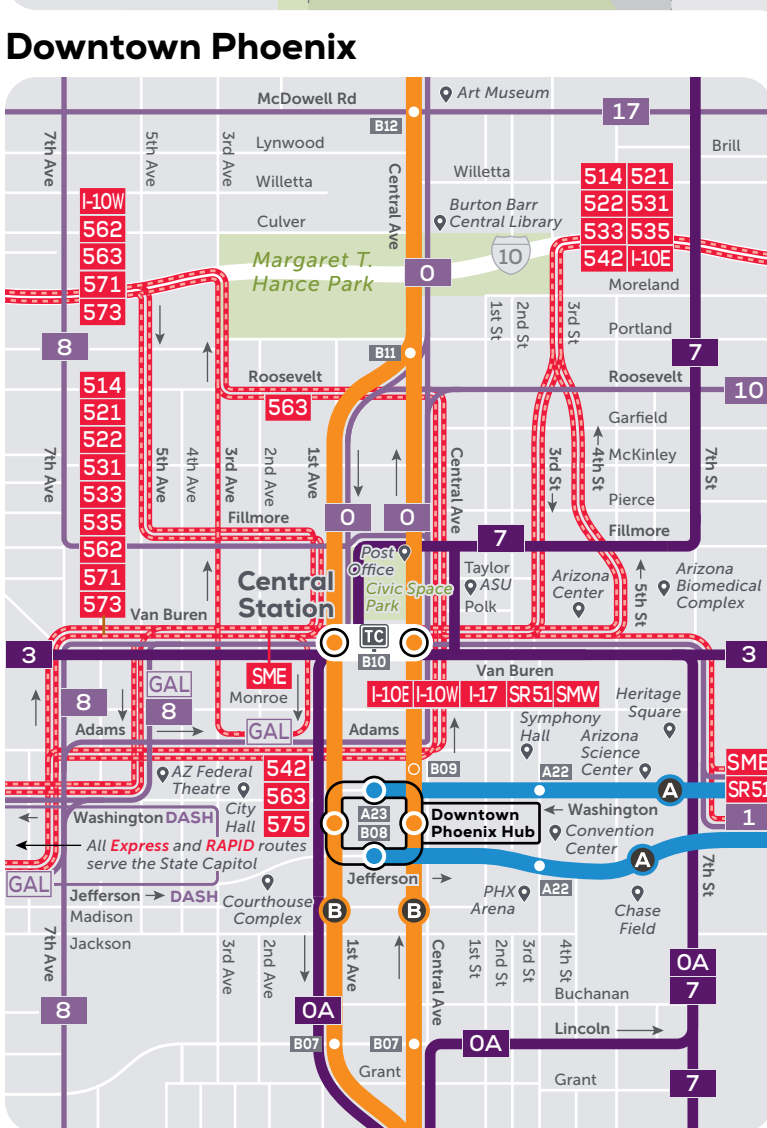 Downtown Phoenix
McDowell Rd
Art Museum
17
B12
7th Ave
5th Ave
3rd Ave
Lynwood
Central Ave
Willetta
Brill
Willetta
514 521
522 531
533 535
542 I-10E
I-10W
562
563
571
573
Culver
Burton Barr
Central Library
10
Margaret T.
Hance Park
0
Moreland
1st St
2nd St
3rd St
Portland
8
B11
7
Roosevelt
Roosevelt
10
563
514
521
522
531
533
535
562
571
573
Garfield
7th Ave
5th Ave
4th Ave
3rd Ave
2nd Ave
1st Ave
Central Ave
3rd St
4th St
McKinley
7th St
Pierce
Fillmore
0
0
Fillmore
7
Post
Office
Central
Station
Civic Space
Park
Taylor
ASU
Polk
Arizona
Center
5th St
Arizona
Biomedical
Complex
Van Buren
TC
B10
3
3
SME
Van Buren
GAL
8
8
Monroe
I-10E I-10W I-17 SR51 SMW
Heritage
Square
Adams
GAL
Adams
Symphony
Hall
Arizona
Science
Center
B09
A22
AZ Federal
Theatre
542
563
575
SME
SR51
1
A
Washington DASH
City
Hall
A23
B08
Downtown
Phoenix Hub
Washington
Convention
Center
All Express and RAPID routes
serve the State Capitol
A
GAL
Jefferson
7th St
Jefferson DASH
Courthouse
Complex
PHX
Arena
A22
Chase
Field
Madison
B
B
7th Ave
Jackson
3rd Ave
2nd Ave
1st Ave
Central Ave
1st St
2nd St
3rd St
4th St
0A
7
Buchanan
8
0A
Lincoln
B07
B07
0A
Grant
Grant
7